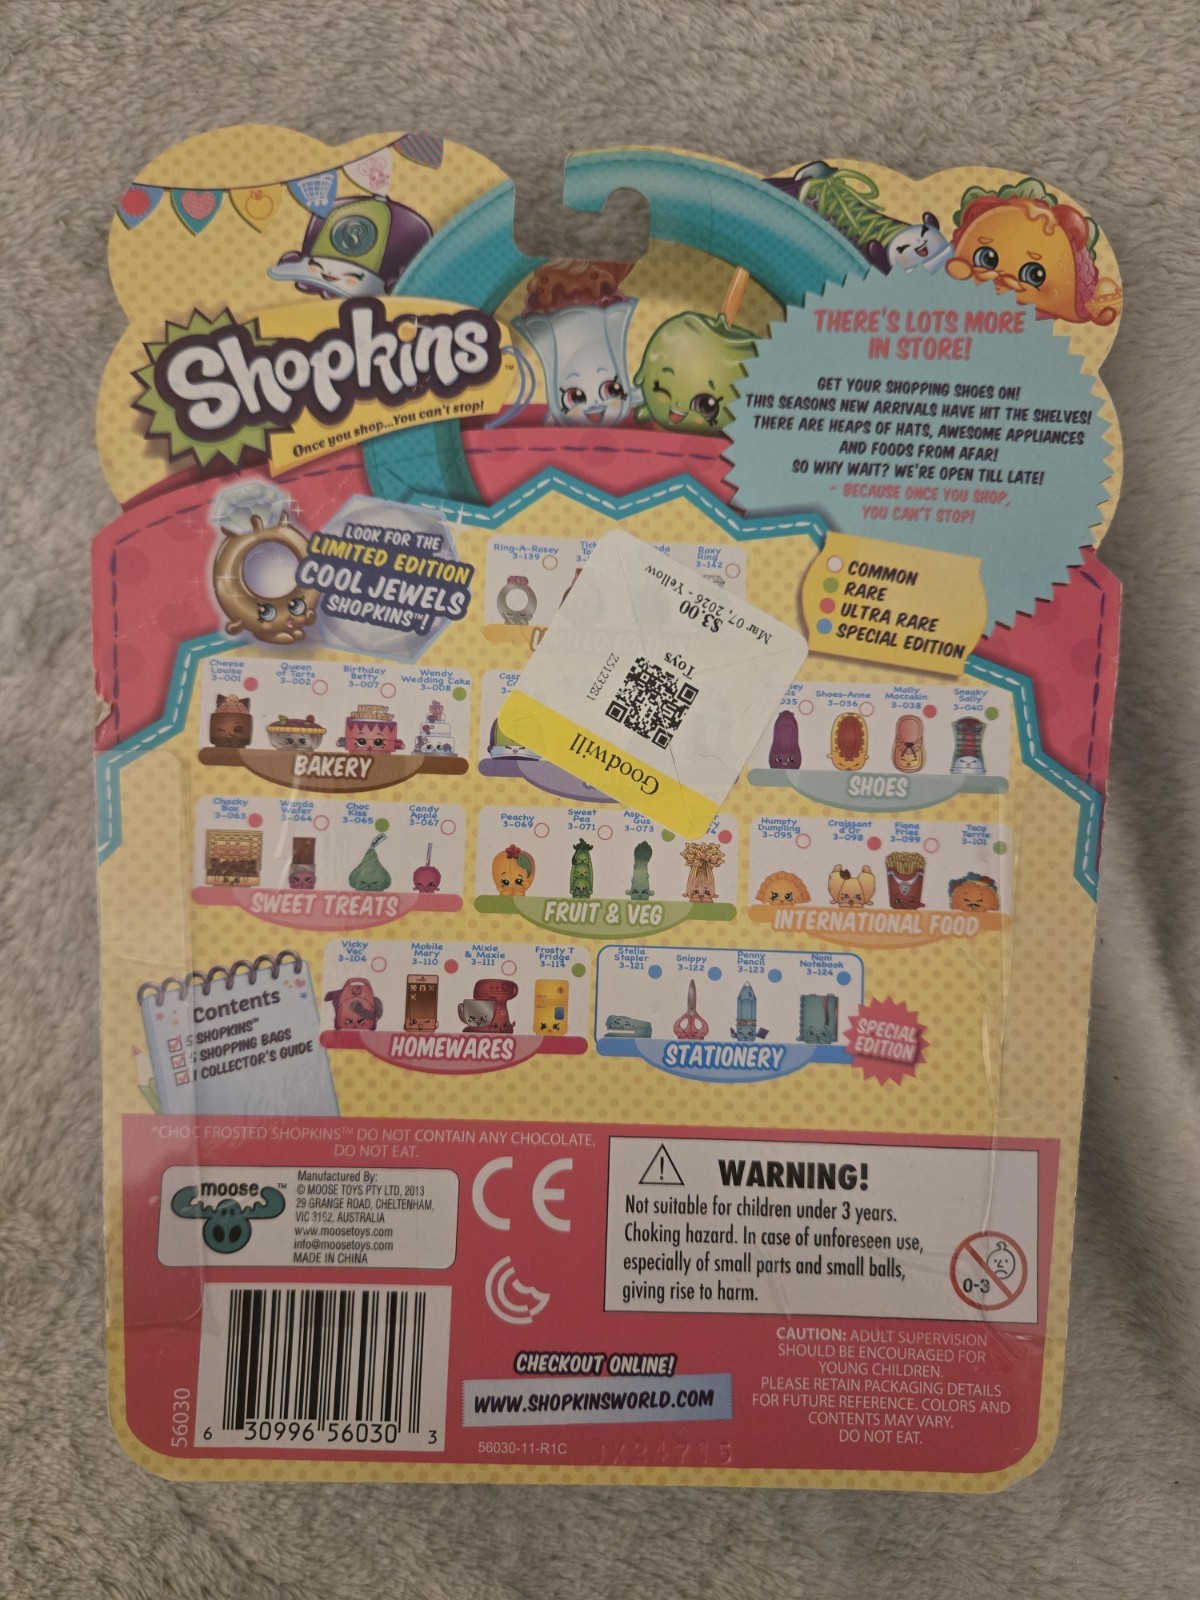 Shopkins™
Once you shop...You can't stop!
THERE'S LOTS MORE
IN STORE!
GET YOUR SHOPPING SHOES ON!
THIS SEASONS NEW ARRIVALS HAVE HIT THE SHELVES!
THERE ARE HEAPS OF HATS, AWESOME APPLIANCES
AND FOODS FROM AFAR!
SO WHY WAIT? WE'RE OPEN TILL LATE!
- BECAUSE ONCE YOU SHOP,
YOU CAN'T STOP!
LOOK FOR THE
LIMITED EDITION
COOL JEWELS
SHOPKINS™!
Ring-A-Rosey
3-139
Roxy
Ring
3-142
COMMON
RARE
ULTRA RARE
SPECIAL EDITION
Mar 07, 2026 - Yellow
$3.00
Toys
Goodwill
Cheese
Louise
3-001
Queen
of Tarts
3-002
Birthday
Betty
3-007
Wendy
Wedding Cake
3-008
BAKERY
Shoes-Anne
3-036
Molly
Moccasin
3-038
Sneaky
Sally
3-040
SHOES
Chocky
Box
3-063
Wanda
Wafer
3-064
Choc
Kiss
3-065
Candy
Apple
3-067
SWEET TREATS
Peachy
3-069
Sweet
Pea
3-071
3-073
FRUIT & VEG
Humpty
Dumpling
3-095
Croissant
d'Or
3-098
Fiona
Fries
3-099
Taco
Terrie
3-101
INTERNATIONAL FOOD
Vicky
Vac
3-104
Mobile
Mary
3-110
Mixie
& Maxie
3-111
Frosty T
Fridge
3-114
HOMEWARES
Stella
Stapler
3-121
Snippy
3-122
Penny
Pencil
3-123
Noni
Notebook
3-124
STATIONERY
SPECIAL
EDITION
Contents
5 SHOPKINS™
5 SHOPPING BAGS
1 COLLECTOR'S GUIDE
*CHOC FROSTED SHOPKINS™ DO NOT CONTAIN ANY CHOCOLATE.
DO NOT EAT.
moose™
Manufactured By:
© MOOSE TOYS PTY LTD, 2013
29 GRANGE ROAD, CHELTENHAM,
VIC 3192, AUSTRALIA
www.moosetoys.com
info@moosetoys.com
MADE IN CHINA
CE
WARNING!
Not suitable for children under 3 years.
Choking hazard. In case of unforeseen use,
especially of small parts and small balls,
giving rise to harm.
0-3
CAUTION: ADULT SUPERVISION
SHOULD BE ENCOURAGED FOR
YOUNG CHILDREN.
PLEASE RETAIN PACKAGING DETAILS
FOR FUTURE REFERENCE. COLORS AND
CONTENTS MAY VARY.
DO NOT EAT.
CHECKOUT ONLINE!
WWW.SHOPKINSWORLD.COM
56030
6 30996 56030 3
56030-11-R1C